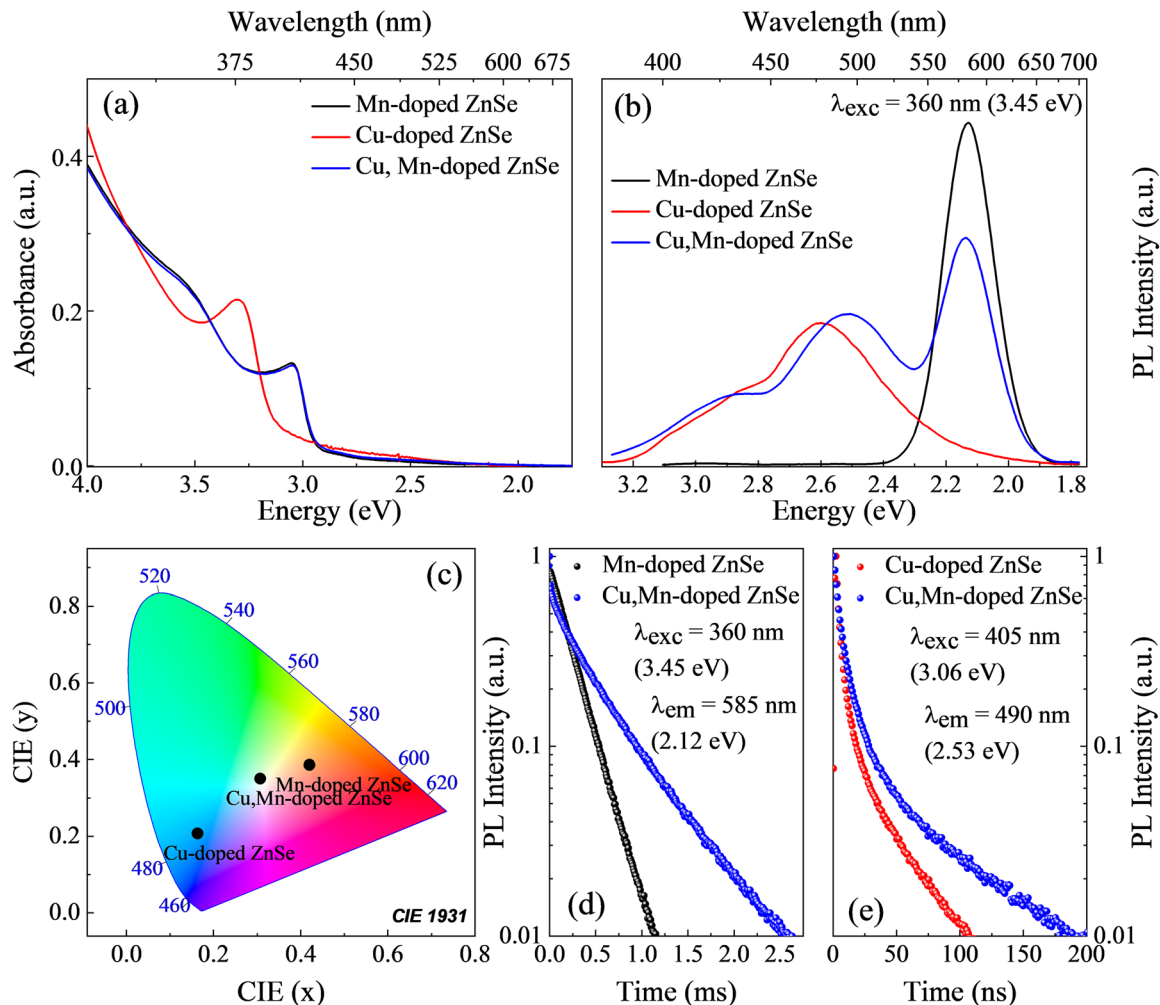 Wavelength (nm)
375
450
525
600
675
(a)
Mn-doped ZnSe
Cu-doped ZnSe
Cu, Mn-doped ZnSe
Absorbance (a.u.)
0.4
0.2
0.0
4.0
3.5
3.0
2.5
2.0
Energy (eV)
Wavelength (nm)
400
450
500
550
600
650
700
(b)
λexc = 360 nm (3.45 eV)
Mn-doped ZnSe
Cu-doped ZnSe
Cu,Mn-doped ZnSe
PL Intensity (a.u.)
3.2
3.0
2.8
2.6
2.4
2.2
2.0
1.8
Energy (eV)
(c)
520
540
560
500
580
600
620
480
460
Mn-doped ZnSe
Cu,Mn-doped ZnSe
Cu-doped ZnSe
CIE 1931
CIE (y)
0.8
0.6
0.4
0.2
0.0
0.0
0.2
0.4
0.6
0.8
CIE (x)
1
0.1
0.01
PL Intensity (a.u.)
Mn-doped ZnSe
Cu,Mn-doped ZnSe
λexc = 360 nm
(3.45 eV)
λem = 585 nm
(2.12 eV)
(d)
0.0
0.5
1.0
1.5
2.0
2.5
Time (ms)
Cu-doped ZnSe
Cu,Mn-doped ZnSe
λexc = 405 nm
(3.06 eV)
λem = 490 nm
(2.53 eV)
(e)
1
0.1
0.01
PL Intensity (a.u.)
0
50
100
150
200
Time (ns)